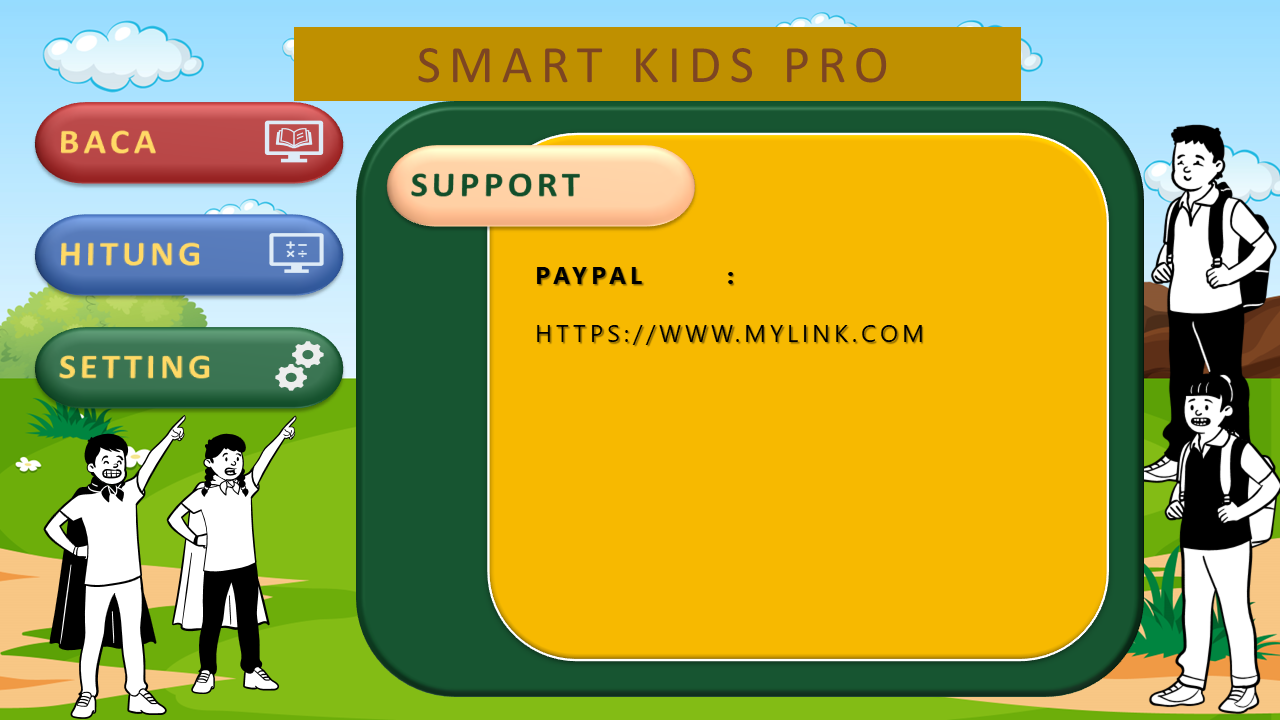 SMART KIDS PRO
BACA
HITUNG
SETTING
SUPPORT
PAYPAL :
HTTPS://WWW.MYLINK.COM